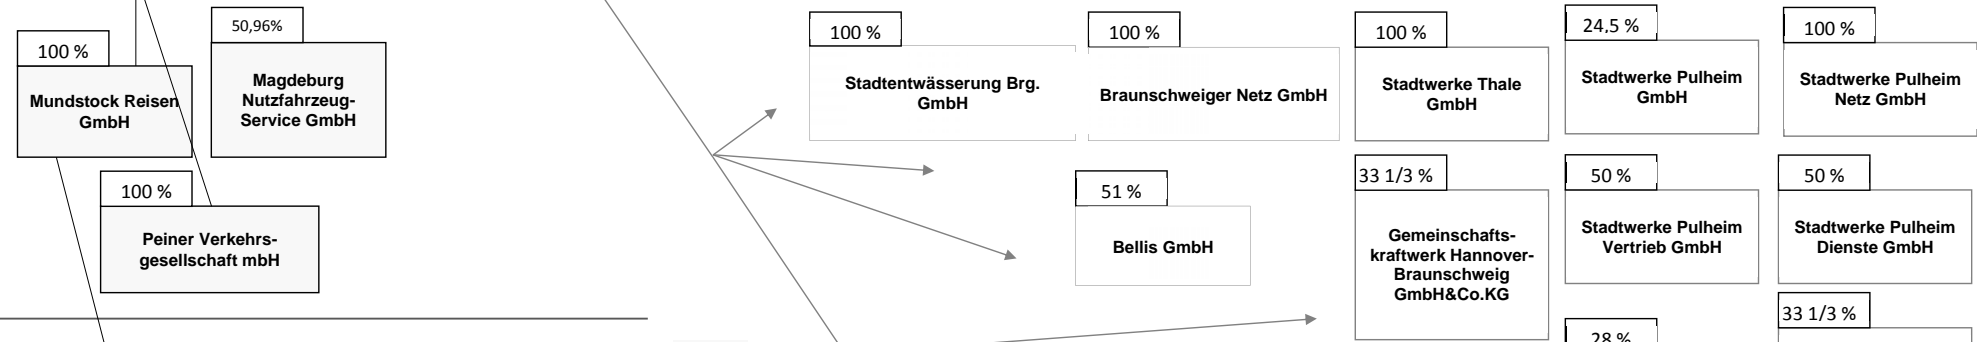 50,96%
100 %
Magdeburg
Nutzfahrzeug-
Service GmbH
Mundstock Reisen
GmbH
100 %
Peiner Verkehrs-
gesellschaft mbH
100 %
Stadtentwässerung Brg.
GmbH
100 %
Braunschweiger Netz GmbH
51 %
Bellis GmbH
100 %
Stadtwerke Thale
GmbH
33 1/3 %
Gemeinschafts-
kraftwerk Hannover-
Braunschweig
GmbH&Co.KG
24,5 %
Stadtwerke Pulheim
GmbH
50 %
Stadtwerke Pulheim
Vertrieb GmbH
28 %
100 %
Stadtwerke Pulheim
Netz GmbH
50 %
Stadtwerke Pulheim
Dienste GmbH
33 1/3 %